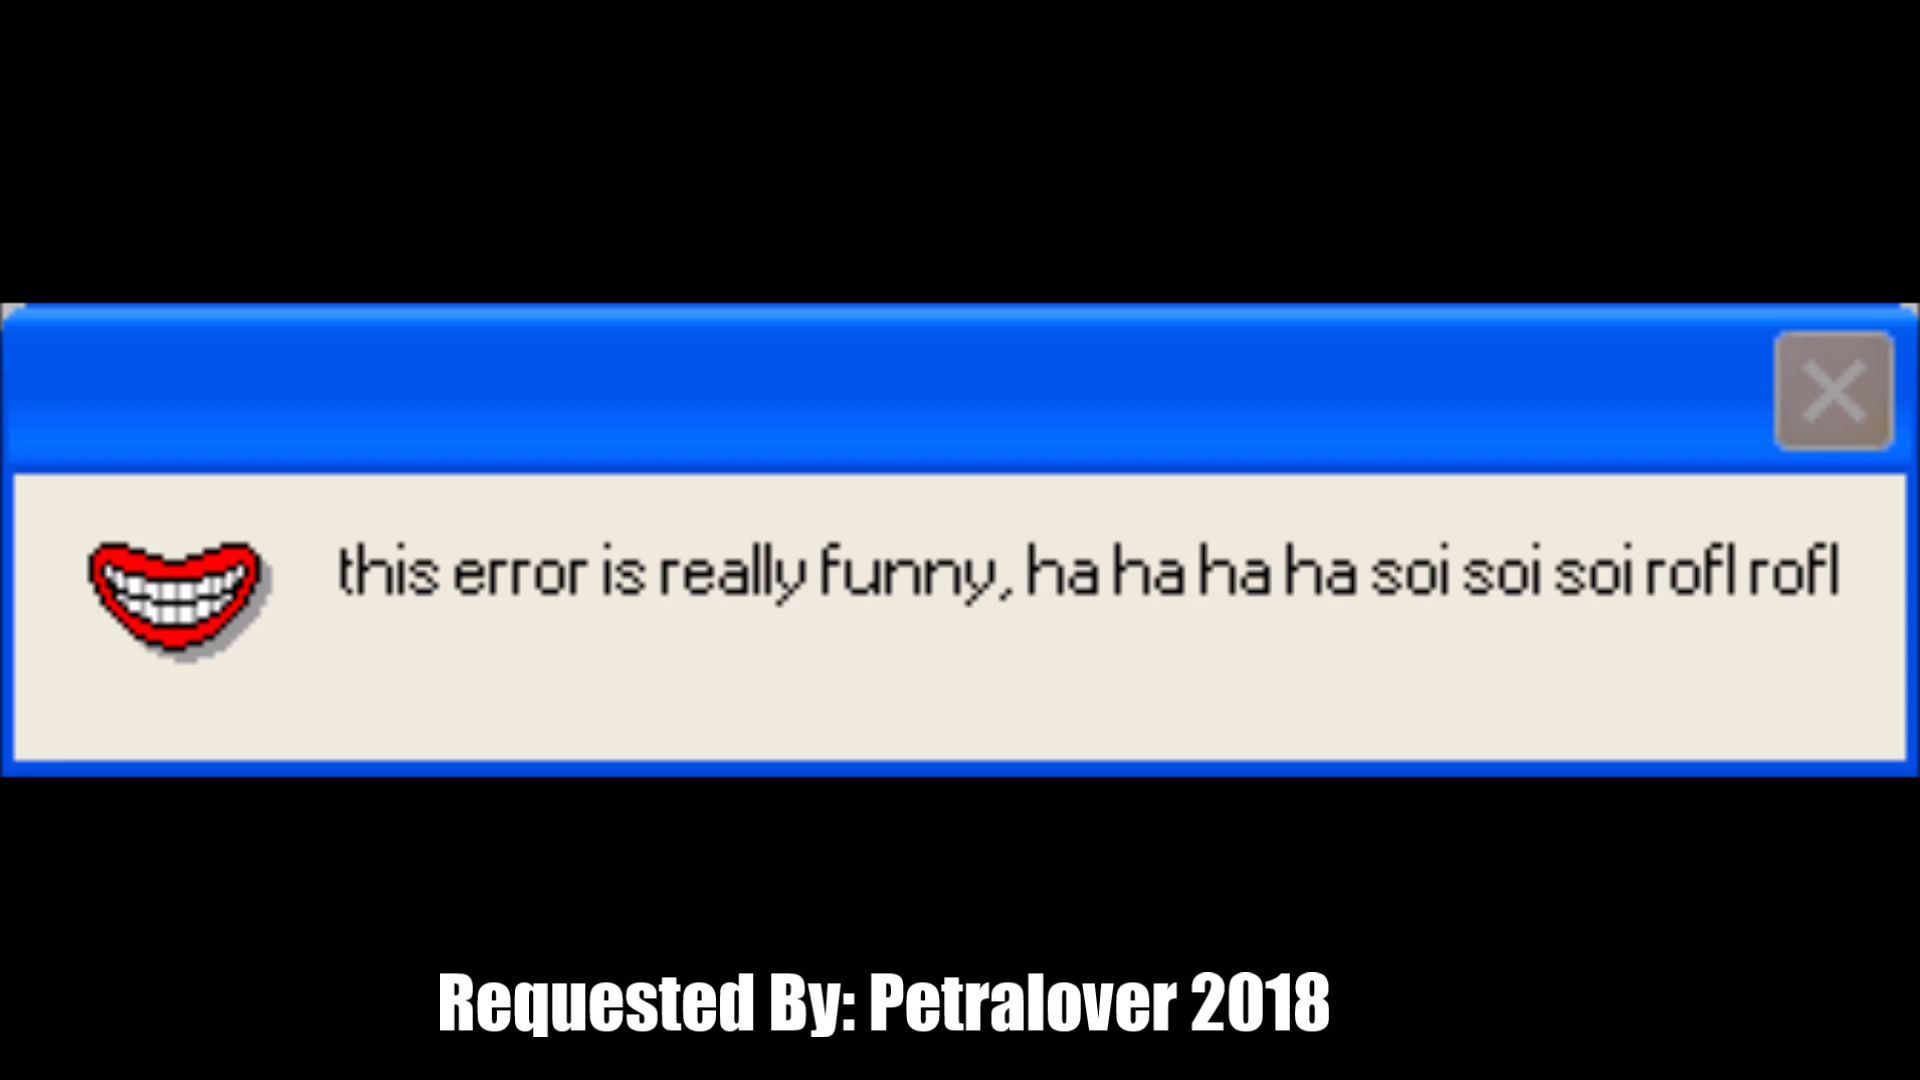 this error is really funny, ha ha ha ha soi soi soi rofl rofl
Requested By: Petralover 2018